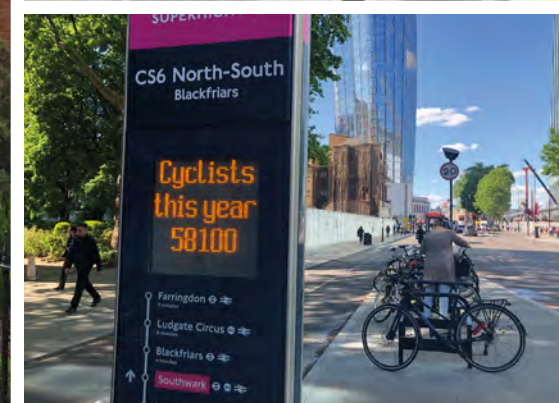 SUPERHIGHWAY
CS6 North-South
Blackfriars
Cyclists
this year
58100
Farringdon
Ludgate Circus
Blackfriars
Southwark
20